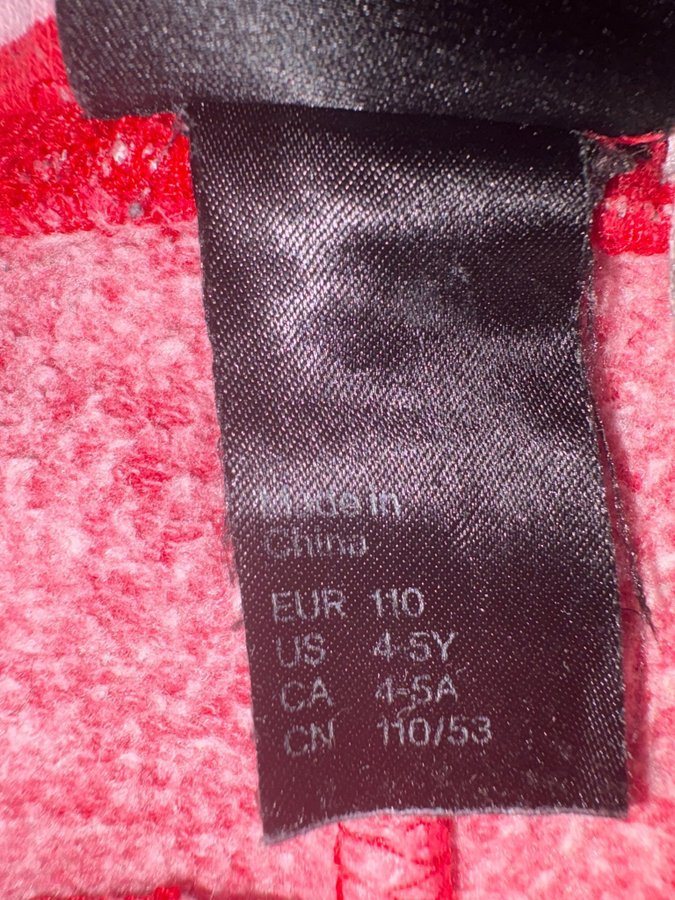 Made in
China
EUR 110
US 4-5Y
CA 4-5A
CN 110/53